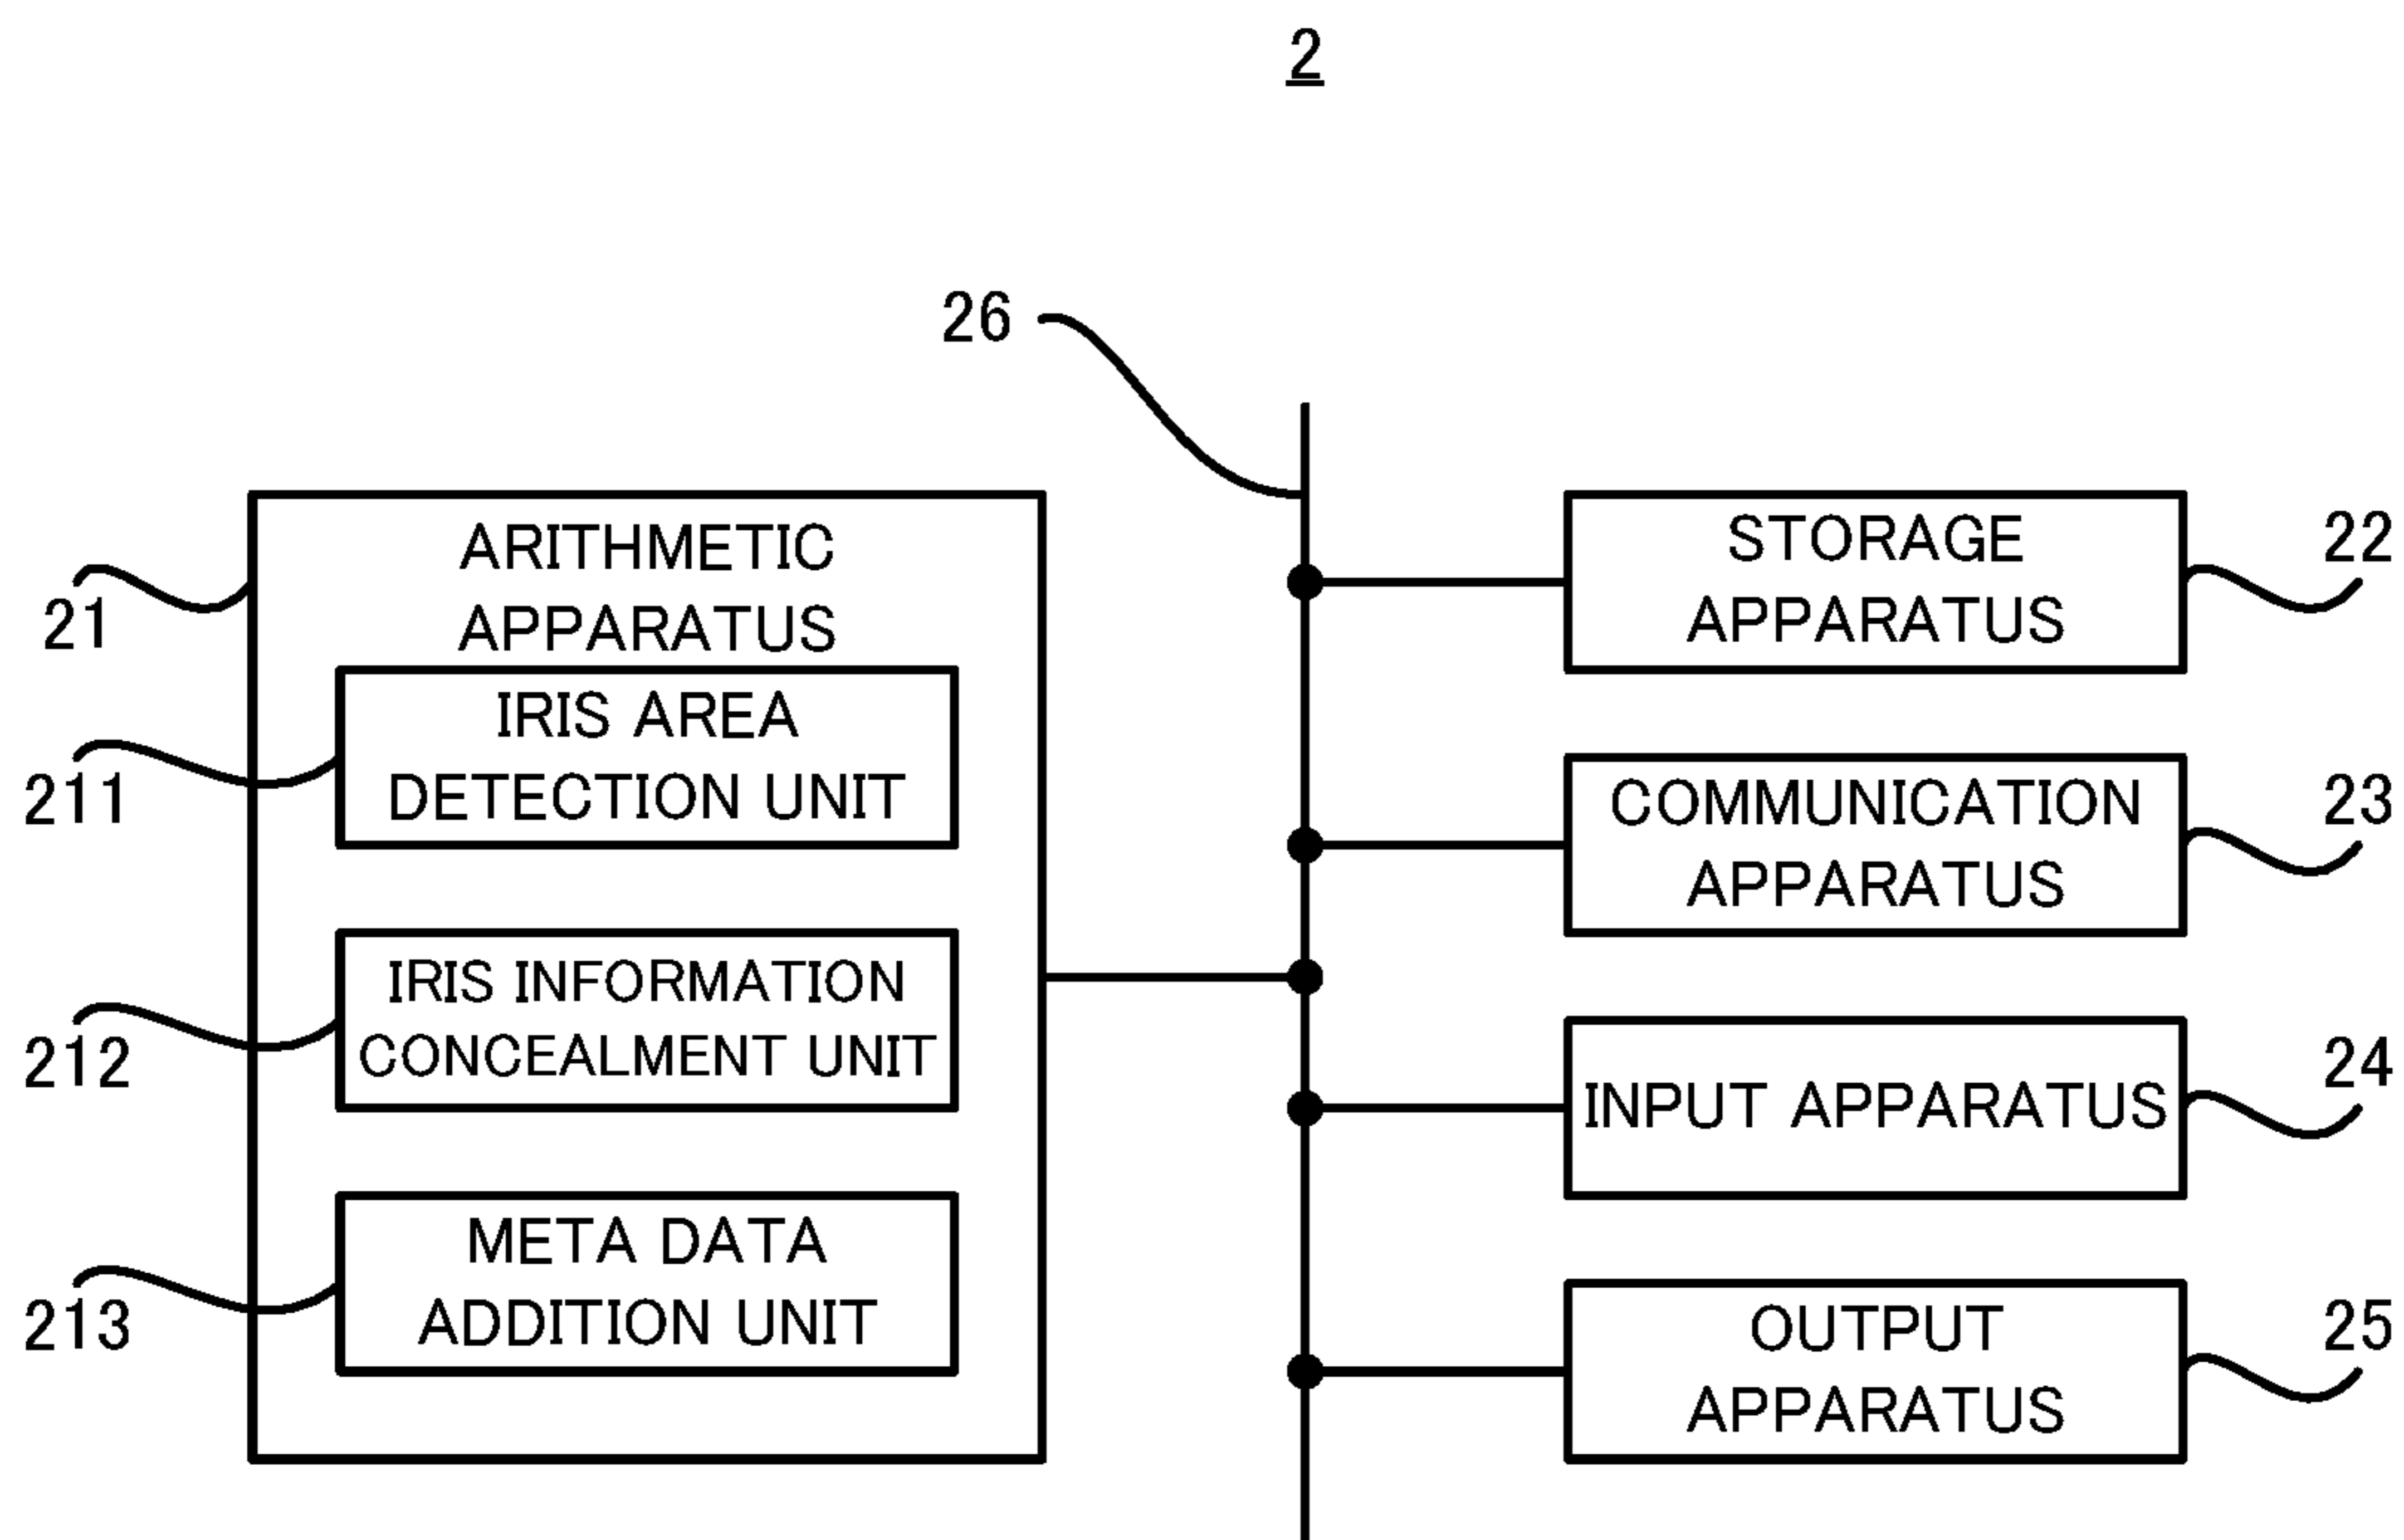 2
26
ARITHMETIC
APPARATUS
21
IRIS AREA
DETECTION UNIT
211
IRIS INFORMATION
CONCEALMENT UNIT
212
META DATA
ADDITION UNIT
213
STORAGE
APPARATUS
22
COMMUNICATION
APPARATUS
23
INPUT APPARATUS
24
OUTPUT
APPARATUS
25